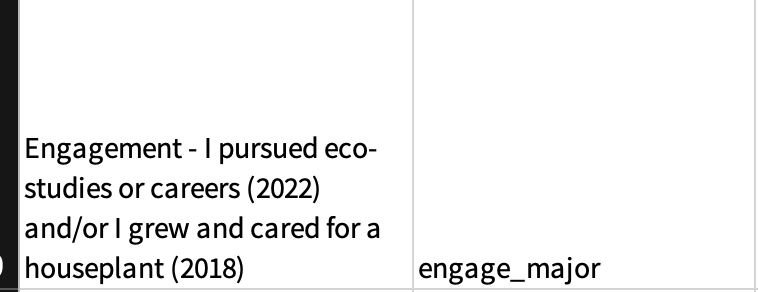 Engagement - I pursued eco-
studies or careers (2022)
and/or I grew and cared for a
houseplant (2018)
engage_major